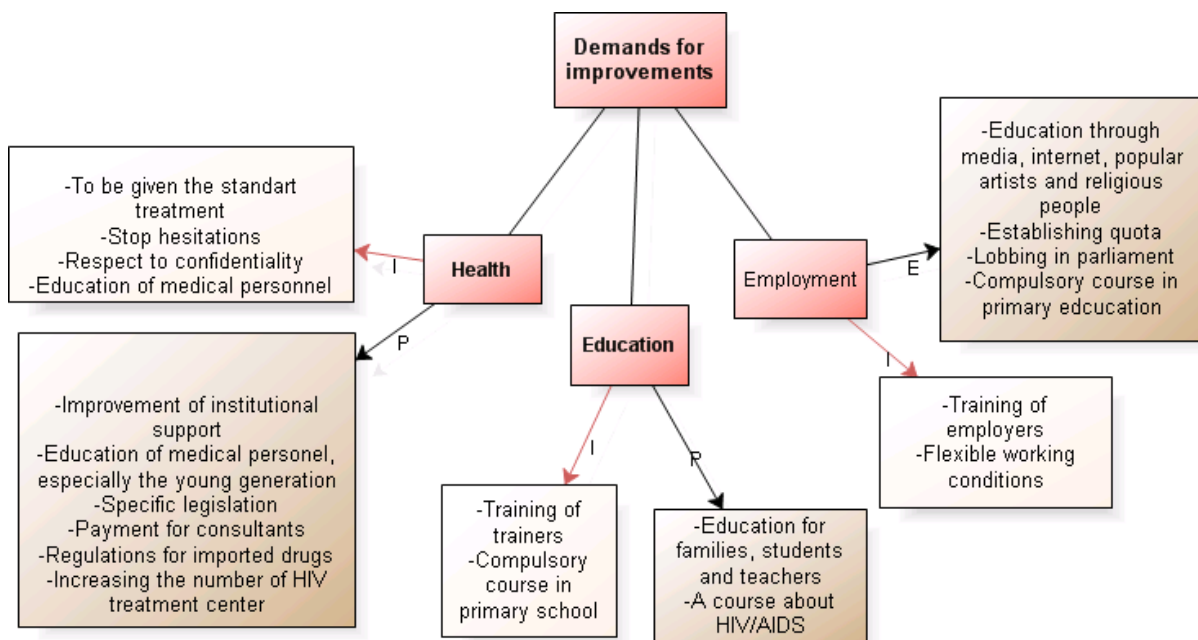 Demands for
improvements
-To be given the standart
treatment
-Stop hesitations
-Respect to confidentiality
-Education of medical personnel
I
Health
P
-Improvement of institutional
support
-Education of medical personel,
especially the young generation
-Specific legislation
-Payment for consultants
-Regulations for imported drugs
-Increasing the number of HIV
treatment center
Education
I
-Training of
trainers
-Compulsory
course in
primary school
P
-Education for
families, students
and teachers
-A course about
HIV/AIDS
Employment
E
-Education through
media, internet, popular
artists and religious
people
-Establishing quota
-Lobbing in parliament
-Compulsory course in
primary edcucation
I
-Training of
employers
-Flexible working
conditions